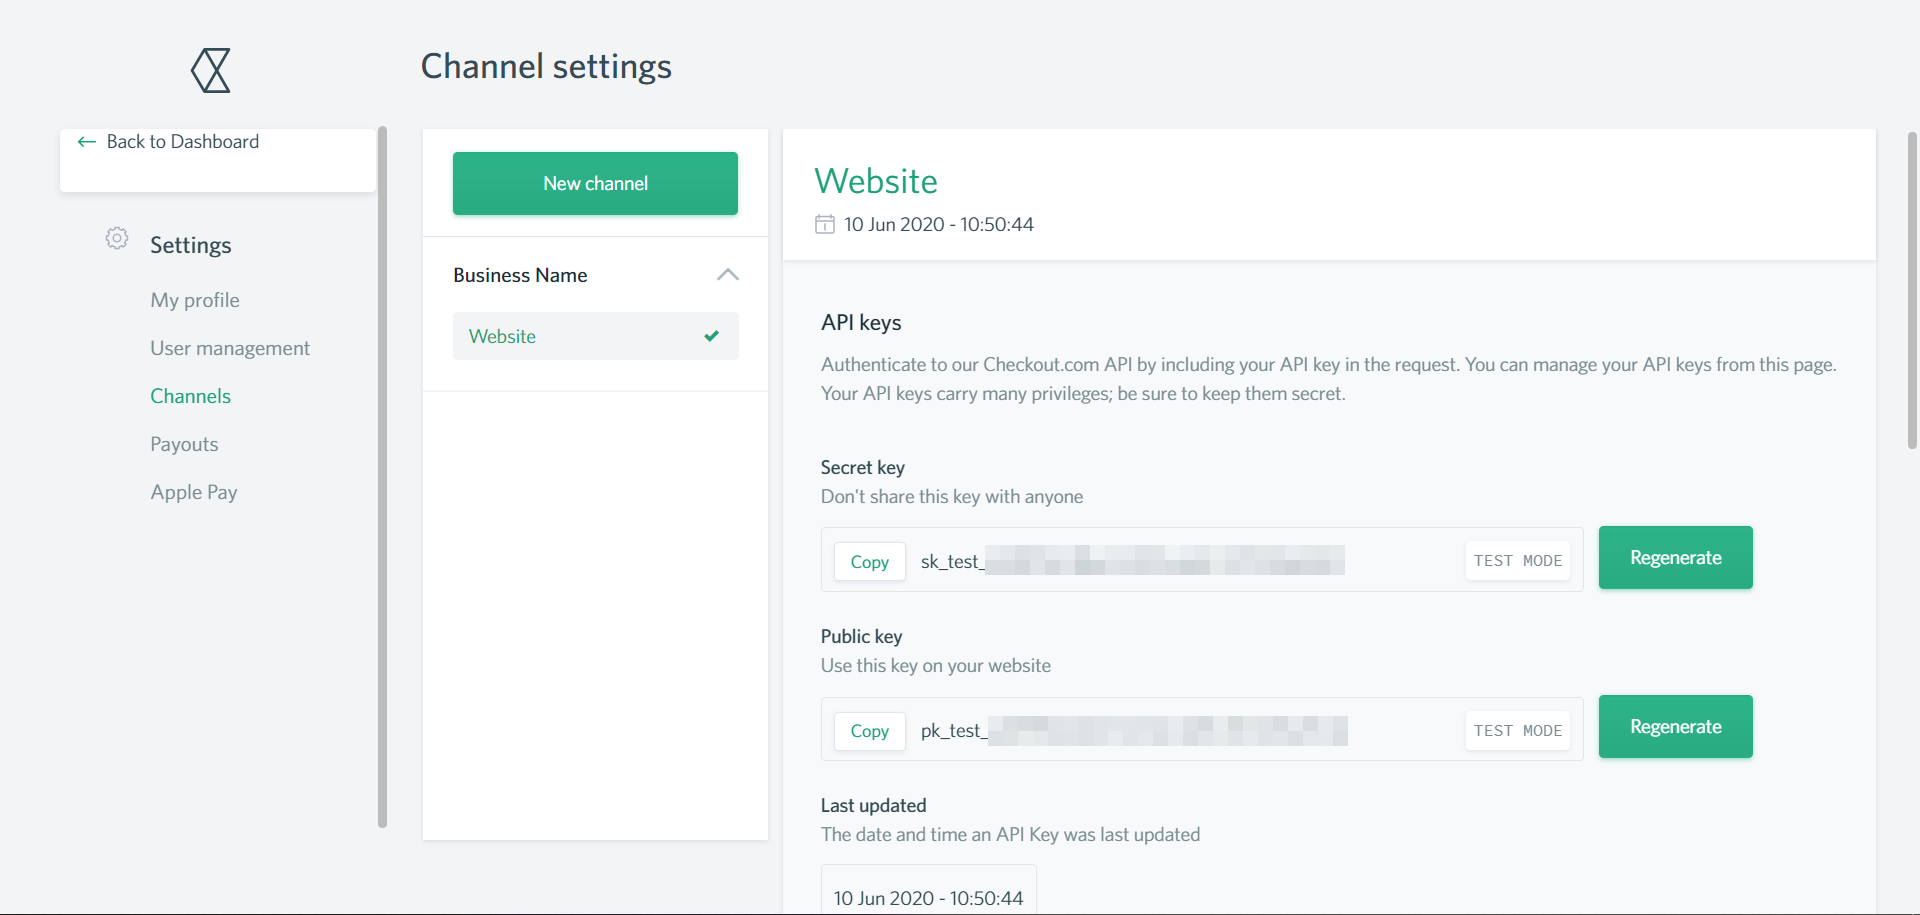 Channel settings
Back to Dashboard
Settings
My profile
User management
Channels
Payouts
Apple Pay
New channel
Business Name
Website
Website
10 Jun 2020 - 10:50:44
API keys
Authenticate to our Checkout.com API by including your API key in the request. You can manage your API keys from this page.
Your API keys carry many privileges; be sure to keep them secret.
Secret key
Don't share this key with anyone
Copy sk_test_ TEST MODE Regenerate
Public key
Use this key on your website
Copy pk_test_ TEST MODE Regenerate
Last updated
The date and time an API Key was last updated
10 Jun 2020 - 10:50:44